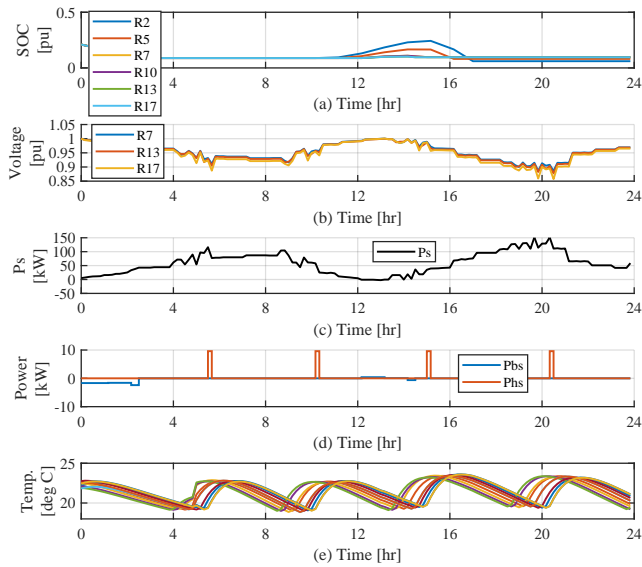 0.5
0
SOC
[pu]
R2
R5
R7
R10
R13
R17
0 4 8 12 16 20 24
(a) Time [hr]
1.05
0.95
0.9
0.85
Voltage
[pu]
R7
R13
R17
0 4 8 12 16 20 24
(b) Time [hr]
150
100
50
0
-50
Ps
[kW]
Ps
0 4 8 12 16 20 24
(c) Time [hr]
10
0
-10
Power
[kW]
Pbs
Phs
0 4 8 12 16 20 24
(d) Time [hr]
25
20
Temp.
[deg C]
0 4 8 12 16 20 24
(e) Time [hr]